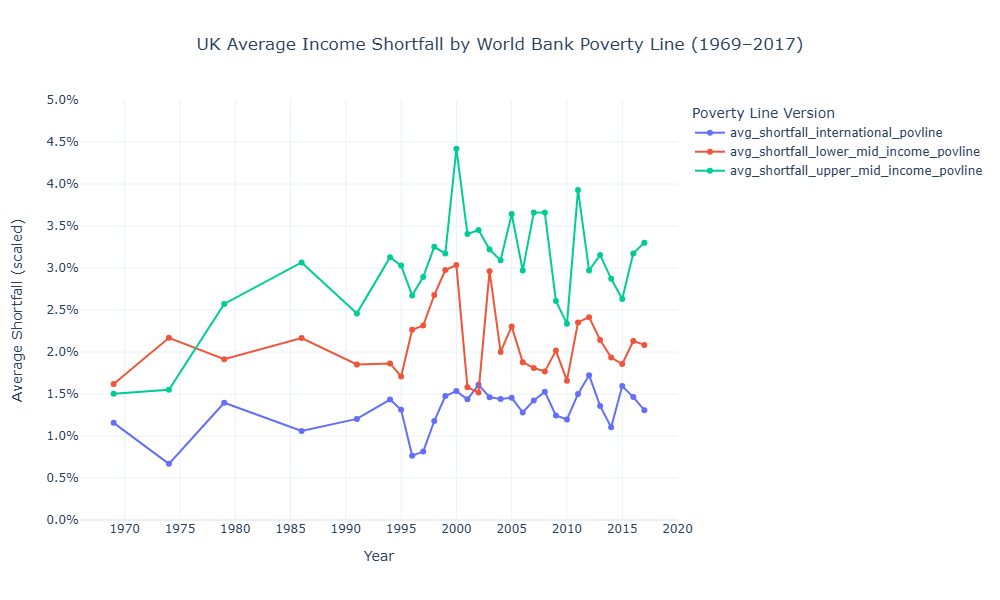 UK Average Income Shortfall by World Bank Poverty Line (1969–2017)
Poverty Line Version
avg_shortfall_international_povline
avg_shortfall_lower_mid_income_povline
avg_shortfall_upper_mid_income_povline
Average Shortfall (scaled)
5.0%
4.5%
4.0%
3.5%
3.0%
2.5%
2.0%
1.5%
1.0%
0.5%
0.0%
1970 1975 1980 1985 1990 1995 2000 2005 2010 2015 2020
Year